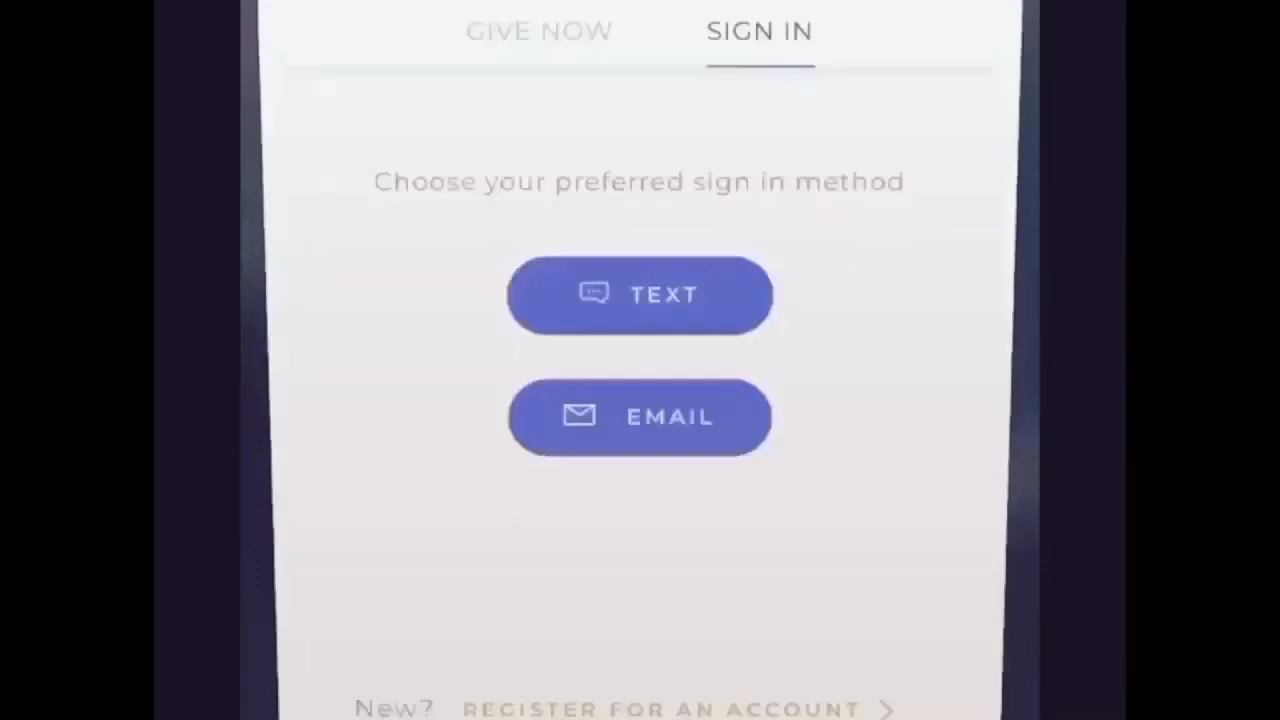 GIVE NOW SIGN IN
Choose your preferred sign in method
TEXT
EMAIL
New? REGISTER FOR AN ACCOUNT